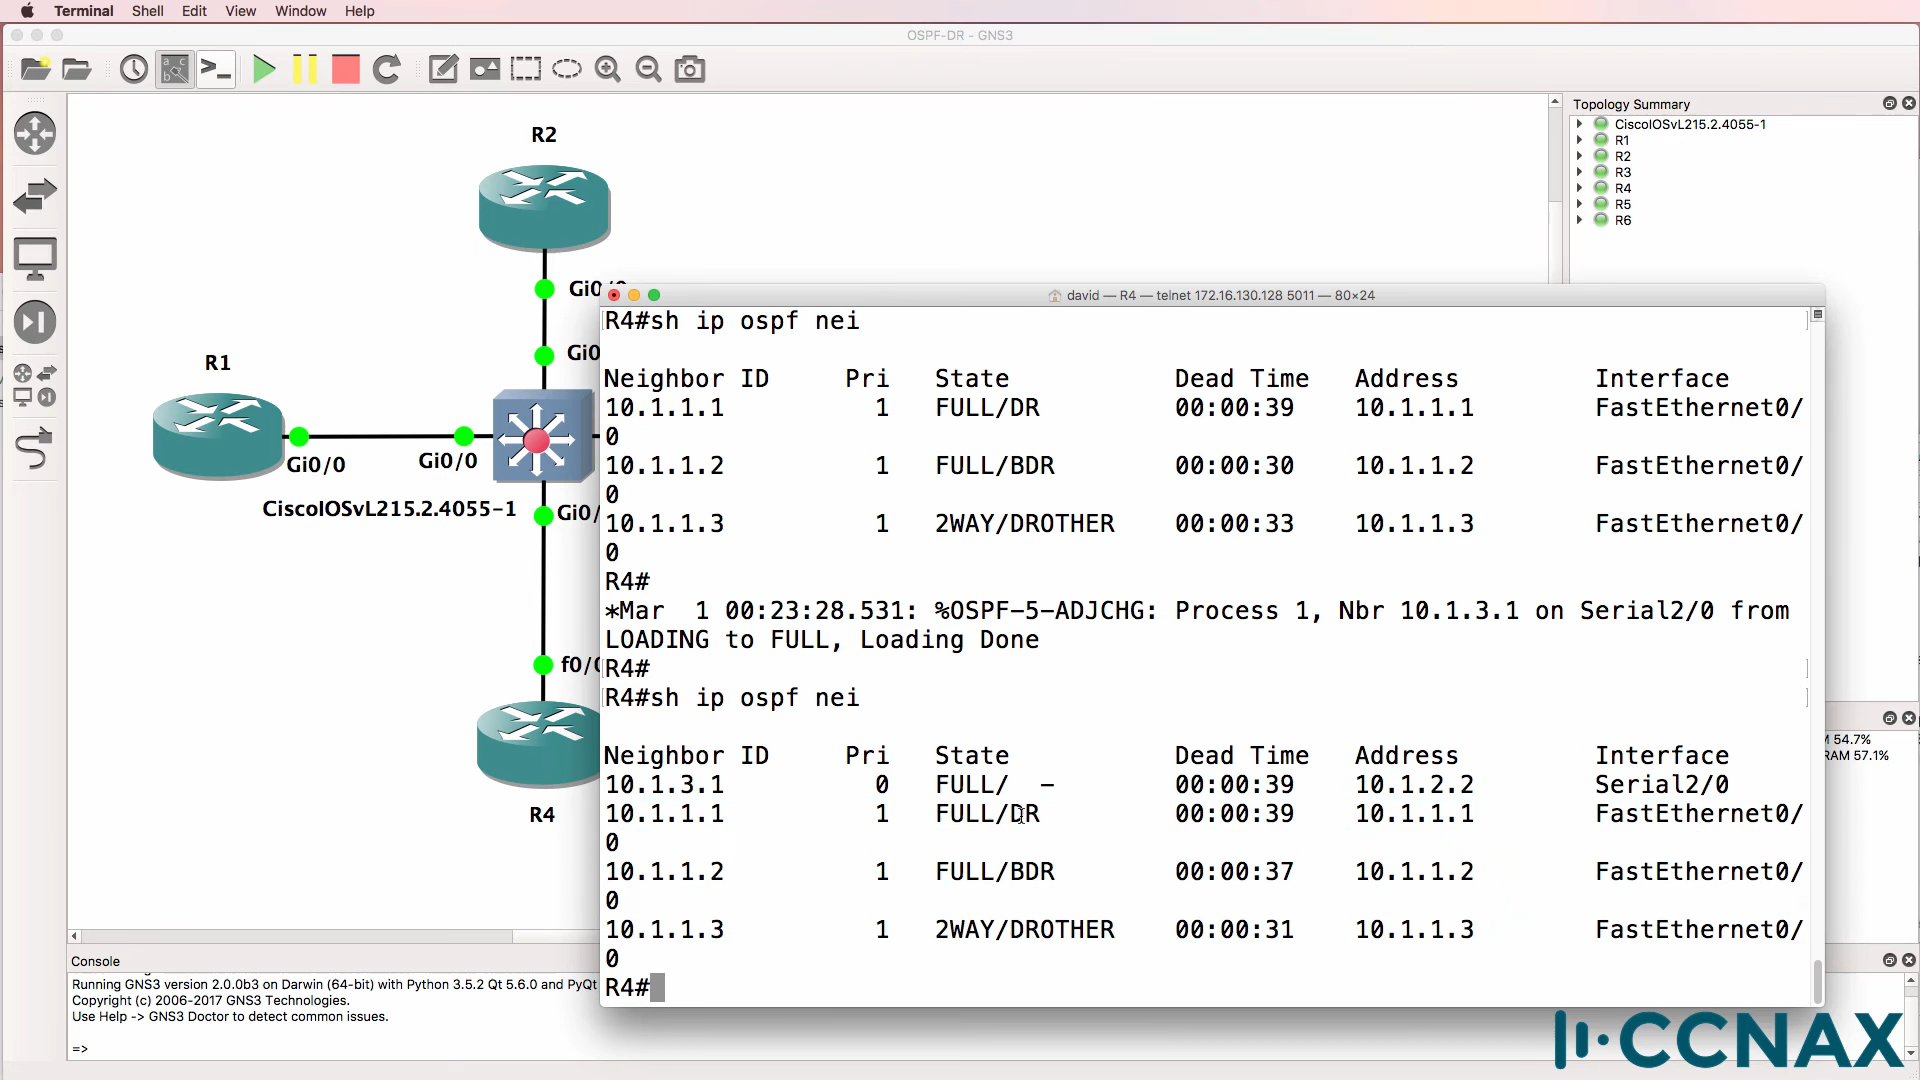 Terminal Shell Edit View Window Help
OSPF-DR - GNS3
Topology Summary
CiscoIOSvL215.2.4055-1
R1
R2
R3
R4
R5
R6
R2
Gi0/0
Gi0
R1
Gi0/0
Gi0/0
CiscoIOSvL215.2.4055-1
Gi0/
f0/0
R4
david — R4 — telnet 172.16.130.128 5011 — 80×24
R4#sh ip ospf nei
Neighbor ID Pri State Dead Time Address Interface
10.1.1.1 1 FULL/DR 00:00:39 10.1.1.1 FastEthernet0/
0
10.1.1.2 1 FULL/BDR 00:00:30 10.1.1.2 FastEthernet0/
0
10.1.1.3 1 2WAY/DROTHER 00:00:33 10.1.1.3 FastEthernet0/
0
R4#
*Mar 1 00:23:28.531: %OSPF-5-ADJCHG: Process 1, Nbr 10.1.3.1 on Serial2/0 from
LOADING to FULL, Loading Done
R4#
R4#sh ip ospf nei
Neighbor ID Pri State Dead Time Address Interface
10.1.3.1 0 FULL/ - 00:00:39 10.1.2.2 Serial2/0
10.1.1.1 1 FULL/DR 00:00:39 10.1.1.1 FastEthernet0/
0
10.1.1.2 1 FULL/BDR 00:00:37 10.1.1.2 FastEthernet0/
0
10.1.1.3 1 2WAY/DROTHER 00:00:31 10.1.1.3 FastEthernet0/
0
R4#
54.7%
RAM 57.1%
Console
Running GNS3 version 2.0.0b3 on Darwin (64-bit) with Python 3.5.2 Qt 5.6.0 and PyQt
Copyright (c) 2006-2017 GNS3 Technologies.
Use Help -> GNS3 Doctor to detect common issues.
=>
CCNAX